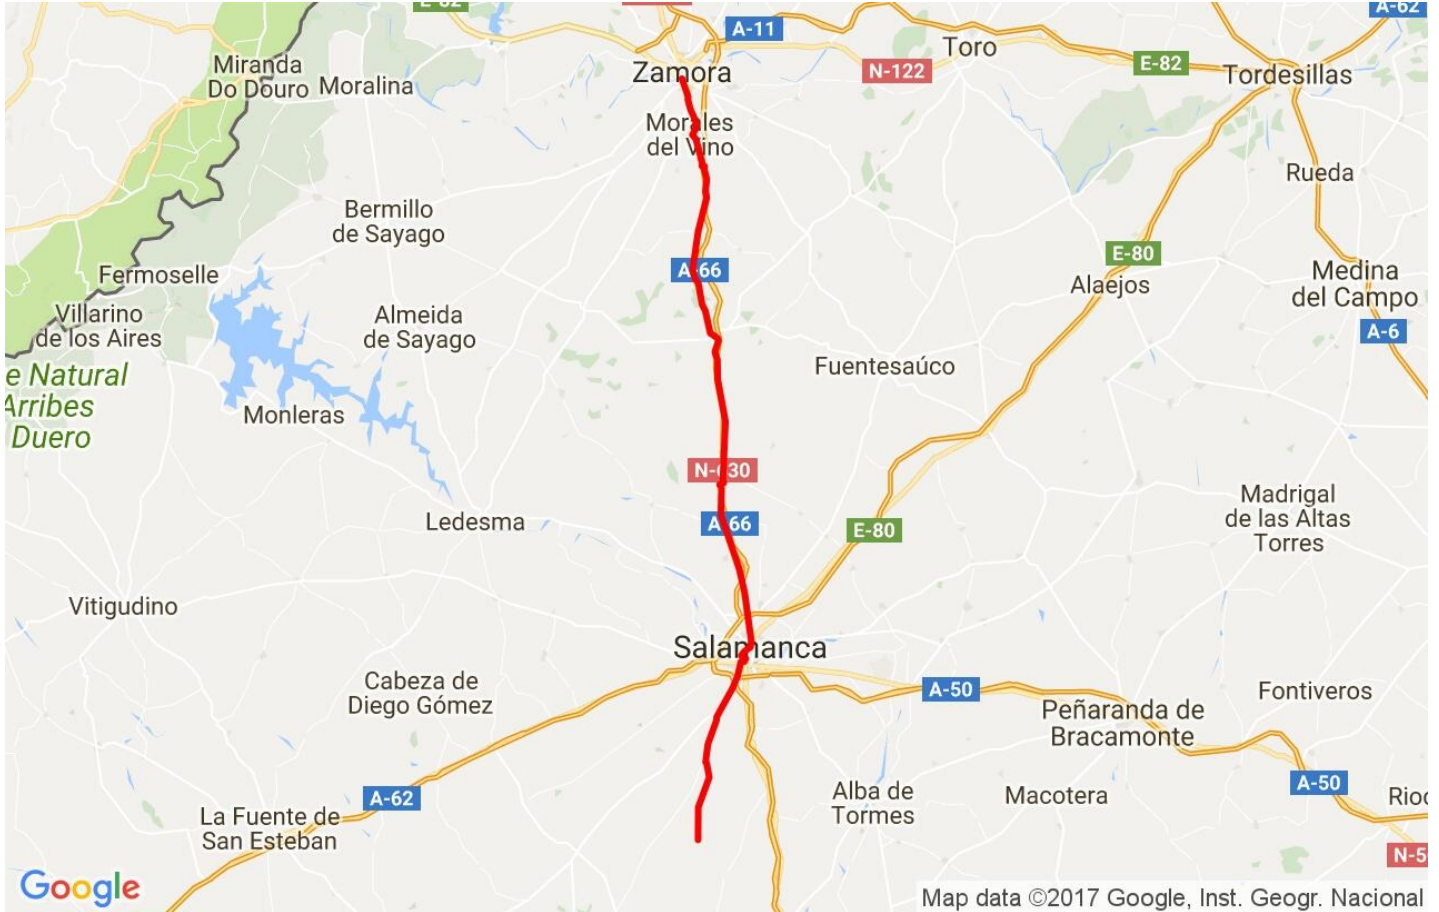 E-82
A-62
A-11
Toro
Miranda
Do Douro
Moralina
Zamora
N-122
E-82
Tordesillas
Morales
del Vino
Rueda
Bermillo
de Sayago
E-80
Fermoselle
A-66
Alaejos
Medina
del Campo
Villarino
de los Aires
Almeida
de Sayago
A-6
e Natural
Arribes
Duero
Fuentesaúco
Monleras
N-630
Madrigal
de las Altas
Torres
Ledesma
A-66
E-80
Vitigudino
Salamanca
Cabeza de
Diego Gómez
A-50
Fontiveros
Peñaranda de
Bracamonte
A-62
Alba de
Tormes
Macotera
A-50
Rioc
La Fuente de
San Esteban
N-5
Google
Map data ©2017 Google, Inst. Geogr. Nacional